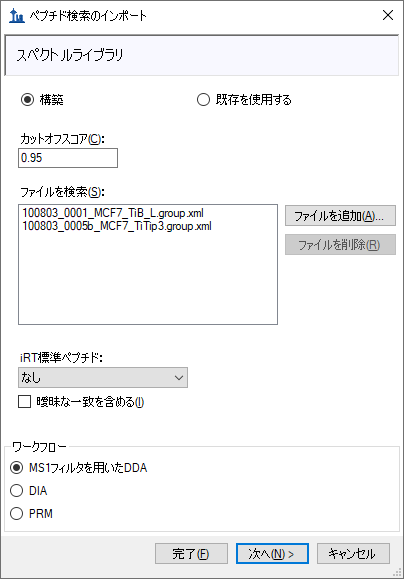 ペプチド検索のインポート
スペクトルライブラリ
構築
既存を使用する
カットオフスコア(C):
0.95
ファイルを検索(S):
100803_0001_MCF7_TiB_L.group.xml
100803_0005b_MCF7_TiTip3.group.xml
ファイルを追加(A)...
ファイルを削除(R)
iRT標準ペプチド:
なし
曖昧な一致を含める(I)
ワークフロー
MS1フィルタを用いたDDA
DIA
PRM
完了(F)
次へ(N) >
キャンセル